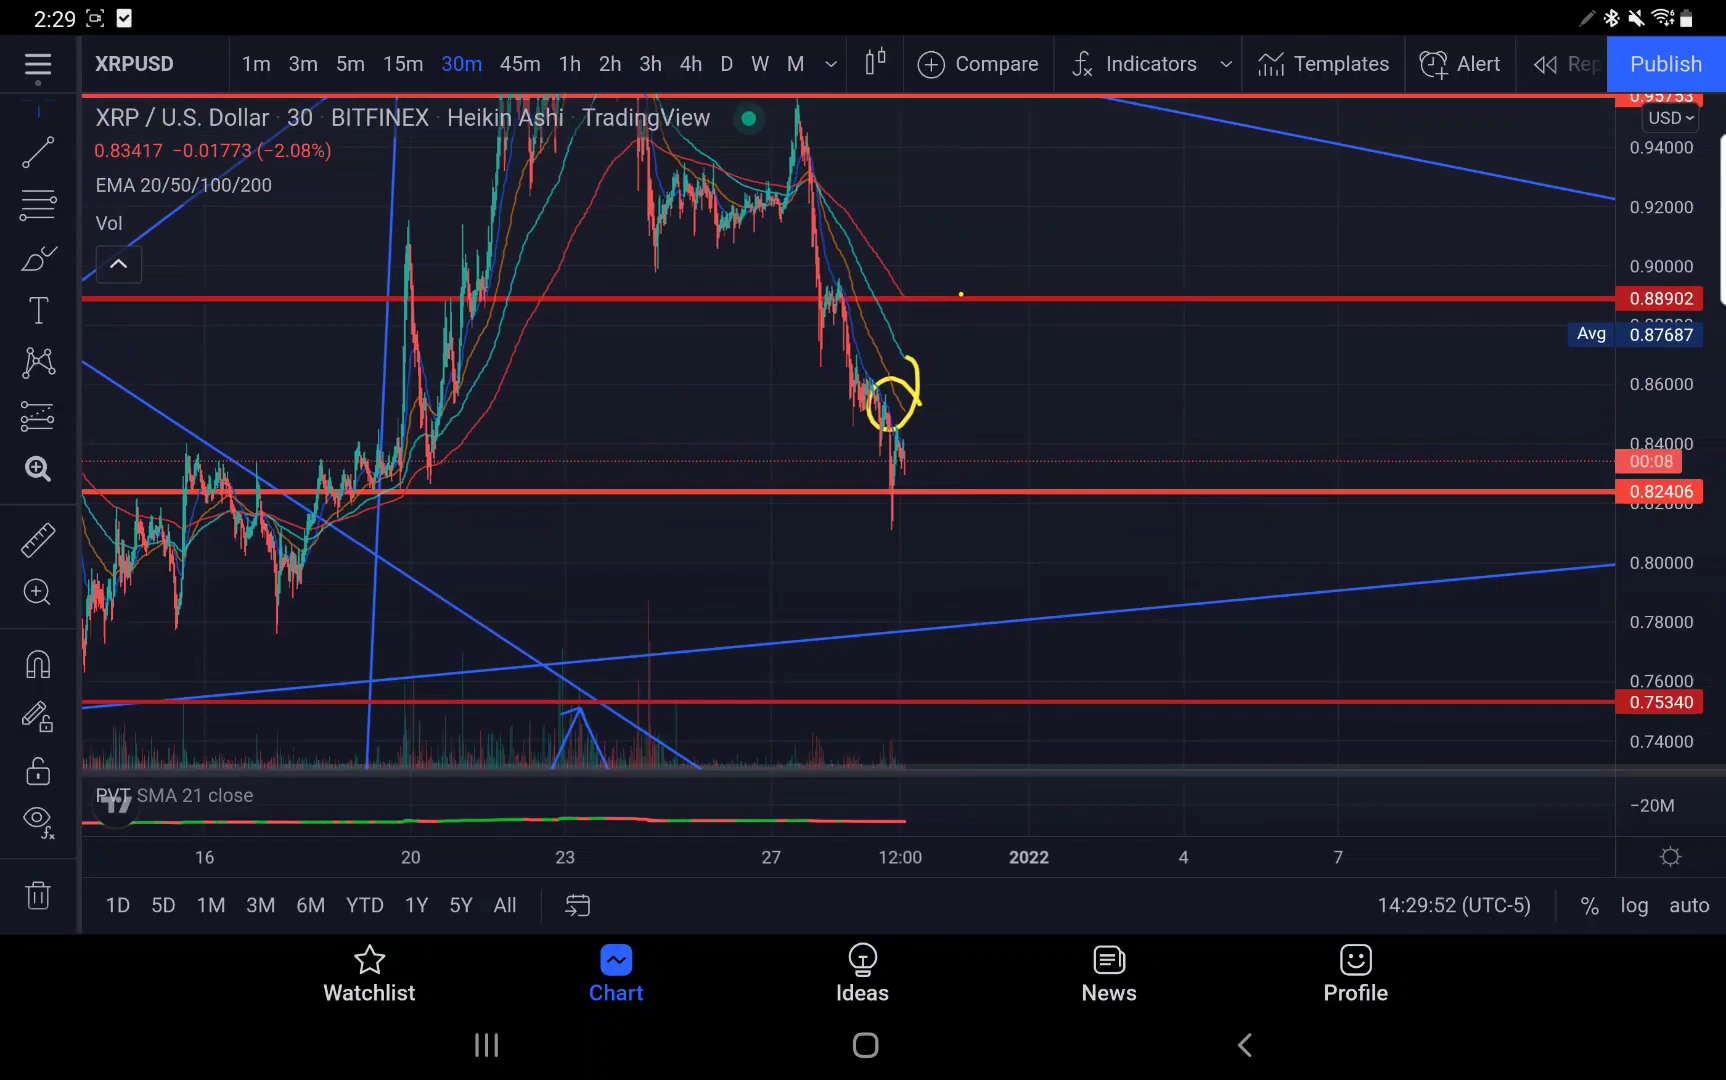 2:29
XRPUSD 1m 3m 5m 15m 30m 45m 1h 2h 3h 4h D W M Compare Indicators Templates Alert Rep Publish
XRP / U.S. Dollar · 30 · BITFINEX · Heikin Ashi · TradingView
0.83417 −0.01773 (−2.08%)
EMA 20/50/100/200
Vol
0.95753
USD
0.94000
0.92000
0.90000
0.88902
Avg 0.87687
0.86000
0.84000
00:08
0.82406
0.82000
0.80000
0.78000
0.76000
0.75340
0.74000
PVT SMA 21 close
−20M
16 20 23 27 12:00 2022 4 7
1D 5D 1M 3M 6M YTD 1Y 5Y All 14:29:52 (UTC-5) % log auto
Watchlist Chart Ideas News Profile